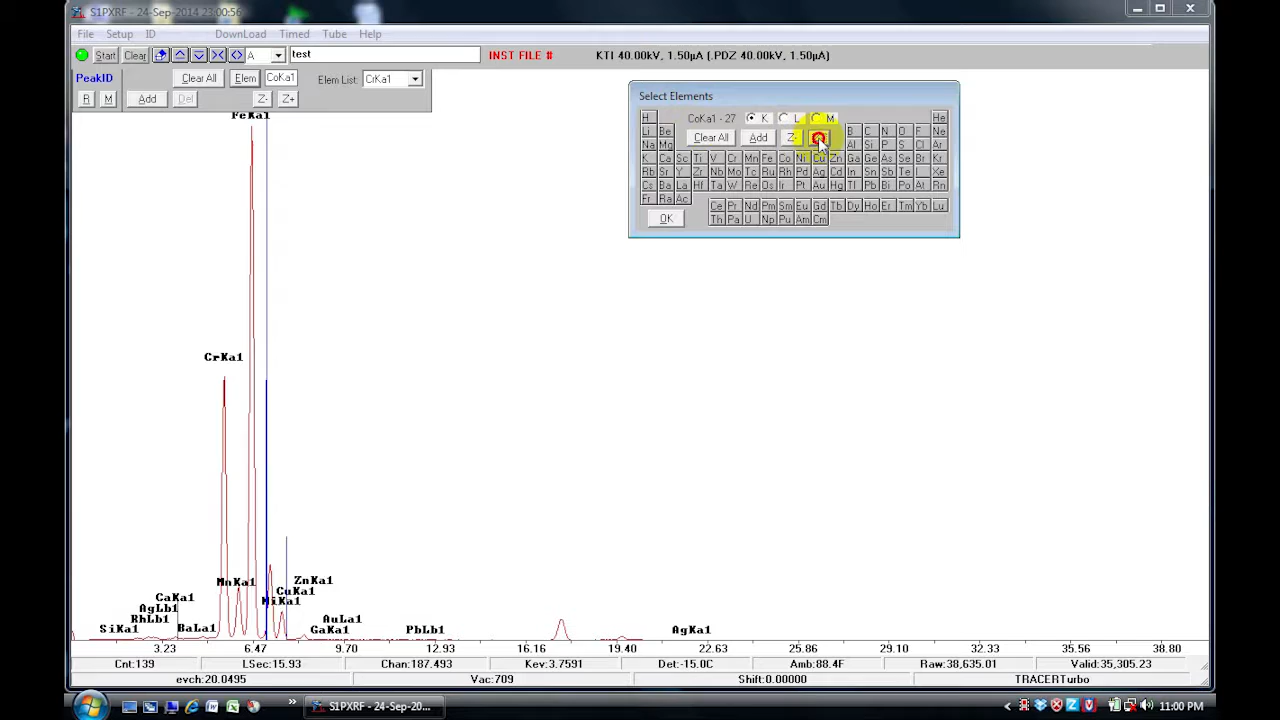 S1PXRF - 24-Sep-2014 23:00:56
File Setup ID DownLoad Timed Tube Help
Start Clear A test INST FILE # KTI 40.00kV, 1.50µA (.PDZ 40.00kV, 1.50µA)
PeakID Clear All Elem CoKa1 Elem List: CrKa1
R M Add Del Z- Z+
Select Elements
CoKa1 - 27 K L M
Clear All Add Z-
H He
Li Be B C N O F Ne
Na Mg Al Si P S Cl Ar
K Ca Sc Ti V Cr Mn Fe Co Ni Cu Zn Ga Ge As Se Br Kr
Rb Sr Y Zr Nb Mo Tc Ru Rh Pd Ag Cd In Sn Sb Te I Xe
Cs Ba La Hf Ta W Re Os Ir Pt Au Hg Tl Pb Bi Po At Rn
Fr Ra Ac
Ce Pr Nd Pm Sm Eu Gd Tb Dy Ho Er Tm Yb Lu
Th Pa U Np Pu Am Cm
OK
FeKa1
CrKa1
MnKa1
ZnKa1
CuKa1
NiKa1
CaKa1
AgLb1
RhLb1
SiKa1
BaLa1
AuLa1
GaKa1
PbLb1
AgKa1
3.23 6.47 9.70 12.93 16.16 19.40 22.63 25.86 29.10 32.33 35.56 38.80
Cnt:139 LSec:15.93 Chan:187.493 Kev:3.7591 Det:-15.0C Amb:88.4F Raw:38,635.01 Valid:35,305.23
evch:20.0495 Vac:709 Shift:0.00000 TRACERTurbo
S1PXRF - 24-Sep-20... 11:00 PM